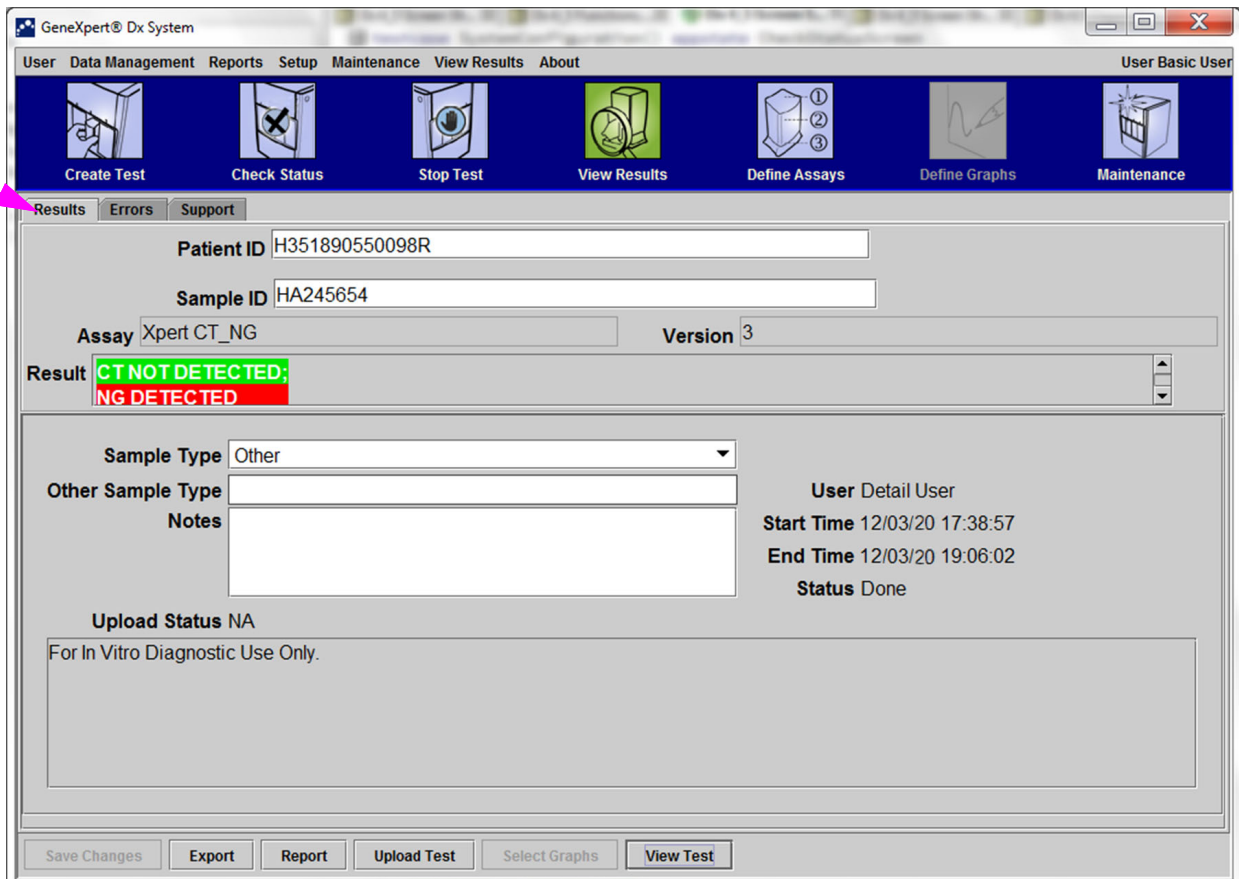 GeneXpert® Dx System
User Data Management Reports Setup Maintenance View Results About User Basic User
① ② ③
Create Test Check Status Stop Test View Results Define Assays Define Graphs Maintenance
Results Errors Support
Patient ID H351890550098R
Sample ID HA245654
Assay Xpert CT_NG Version 3
Result CT NOT DETECTED;
NG DETECTED
Sample Type Other
Other Sample Type User Detail User
Notes Start Time 12/03/20 17:38:57
End Time 12/03/20 19:06:02
Status Done
Upload Status NA
For In Vitro Diagnostic Use Only.
Save Changes Export Report Upload Test Select Graphs View Test